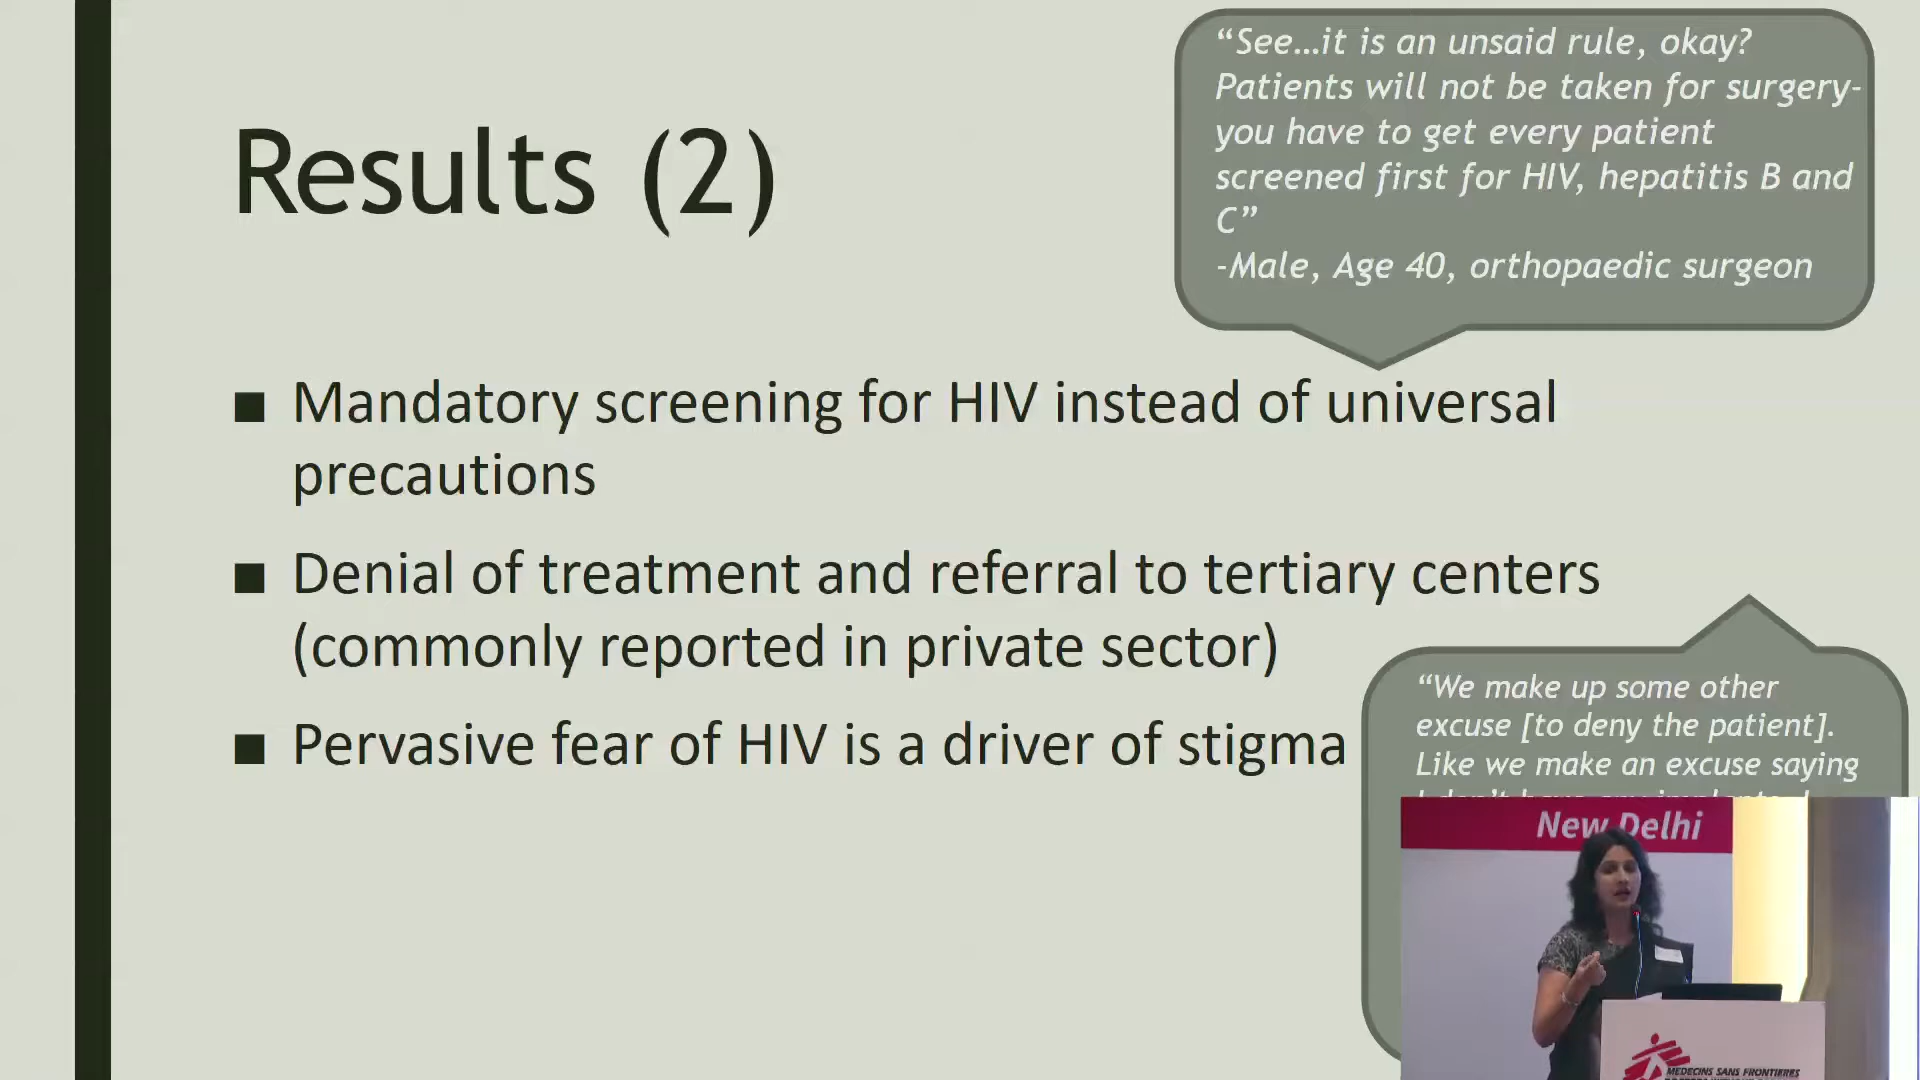 “See…it is an unsaid rule, okay?
Patients will not be taken for surgery-
you have to get every patient
screened first for HIV, hepatitis B and
C”
-Male, Age 40, orthopaedic surgeon
Results (2)
■ Mandatory screening for HIV instead of universal
precautions
■ Denial of treatment and referral to tertiary centers
(commonly reported in private sector)
■ Pervasive fear of HIV is a driver of stigma
“We make up some other
excuse [to deny the patient].
Like we make an excuse saying
New Delhi
MEDECINS SANS FRONTIERES